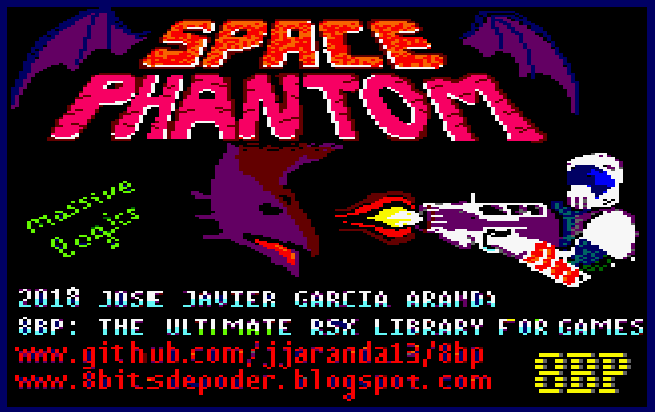 SPACE
PHANTOM
massive
logics
2018 JOSE JAVIER GARCIA ARANDA
8BP: THE ULTIMATE RSX LIBRARY FOR GAMES
www.github.com/jjaranda13/8bp
www.8bitsdepoder.blogspot.com
8BP